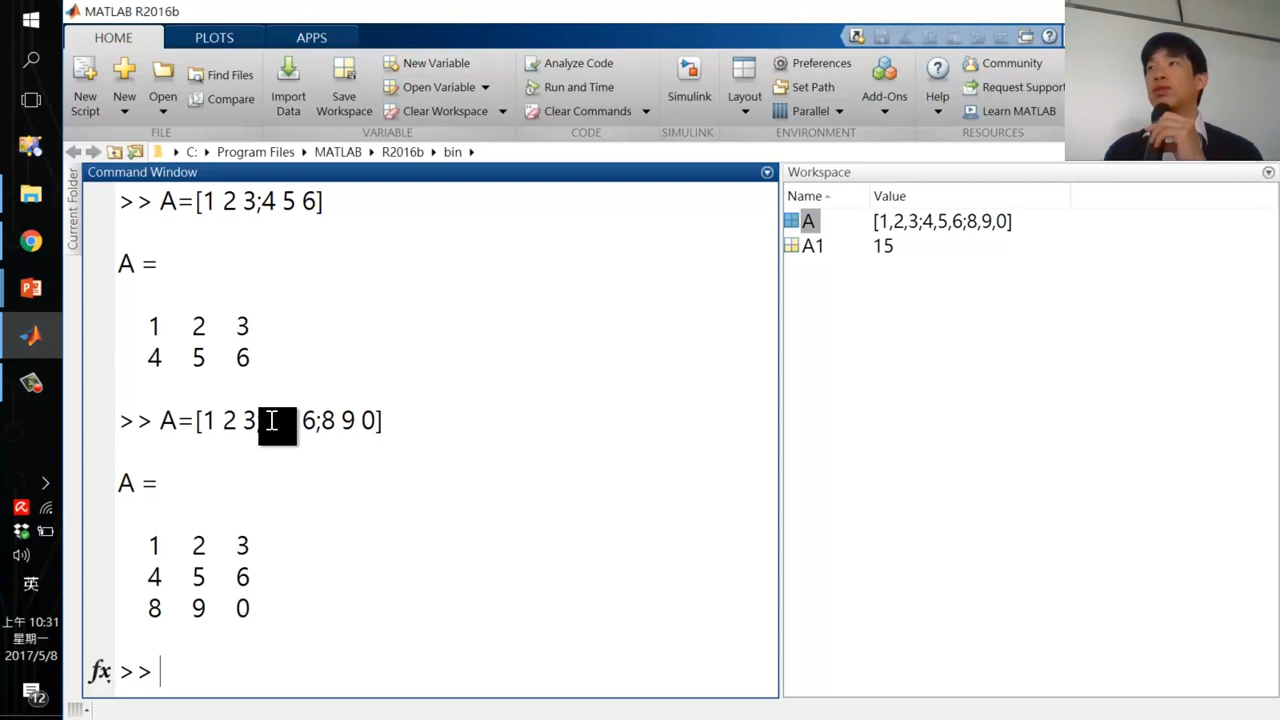 MATLAB R2016b
HOME PLOTS APPS
New Script
New
Open
Find Files
Compare
FILE
Import Data
Save Workspace
New Variable
Open Variable
Clear Workspace
VARIABLE
Analyze Code
Run and Time
Clear Commands
CODE
Simulink
SIMULINK
Layout
Preferences
Set Path
Parallel
Add-Ons
ENVIRONMENT
Help
Community
Request Support
Learn MATLAB
RESOURCES
C: Program Files MATLAB R2016b bin
Current Folder
Command Window
>> A=[1 2 3;4 5 6]
A =
1 2 3
4 5 6
>> A=[1 2 3; 6;8 9 0]
A =
1 2 3
4 5 6
8 9 0
fx >>
Workspace
Name Value
A [1,2,3;4,5,6;8,9,0]
A1 15
英
上午 10:31
星期一
2017/5/8
12